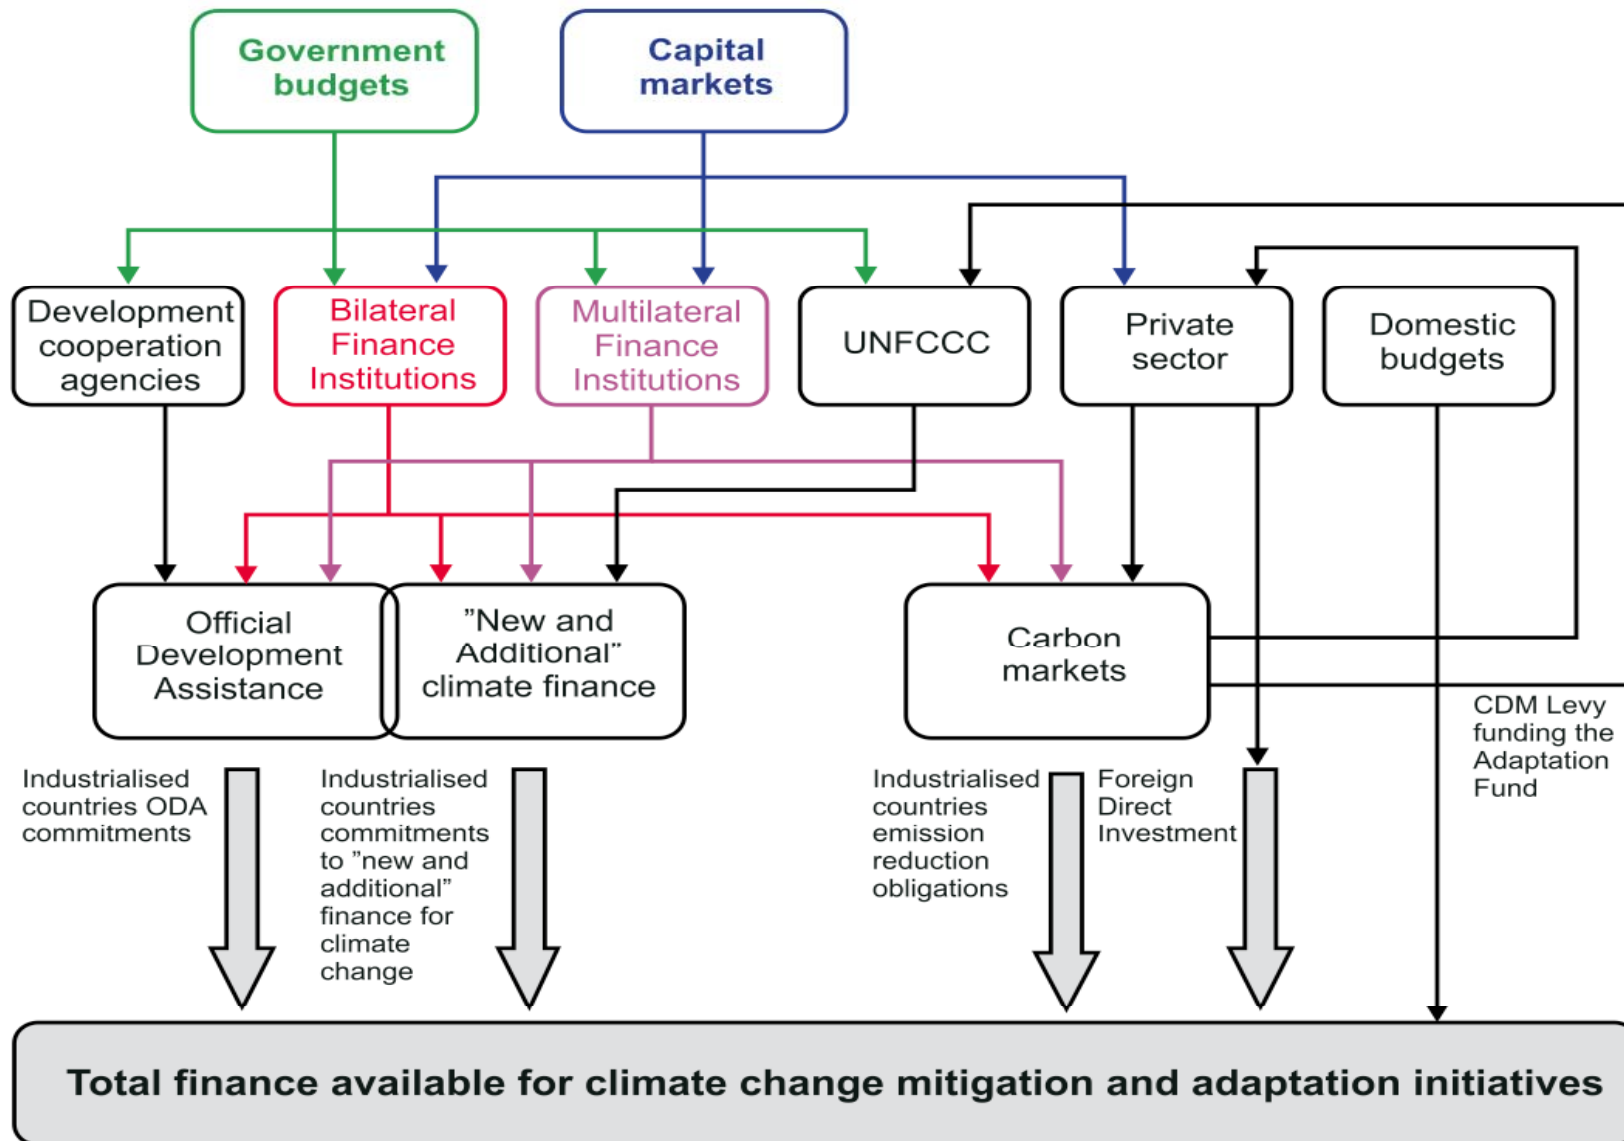 Government
budgets
Capital
markets
Development
cooperation
agencies
Bilateral
Finance
Institutions
Multilateral
Finance
Institutions
UNFCCC
Private
sector
Domestic
budgets
Official
Development
Assistance
”New and
Additional”
climate finance
Carbon
markets
CDM Levy
funding the
Adaptation
Fund
Industrialised
countries ODA
commitments
Industrialised
countries
commitments
to ”new and
additional”
finance for
climate
change
Industrialised
countries
emission
reduction
obligations
Foreign
Direct
Investment
Total finance available for climate change mitigation and adaptation initiatives